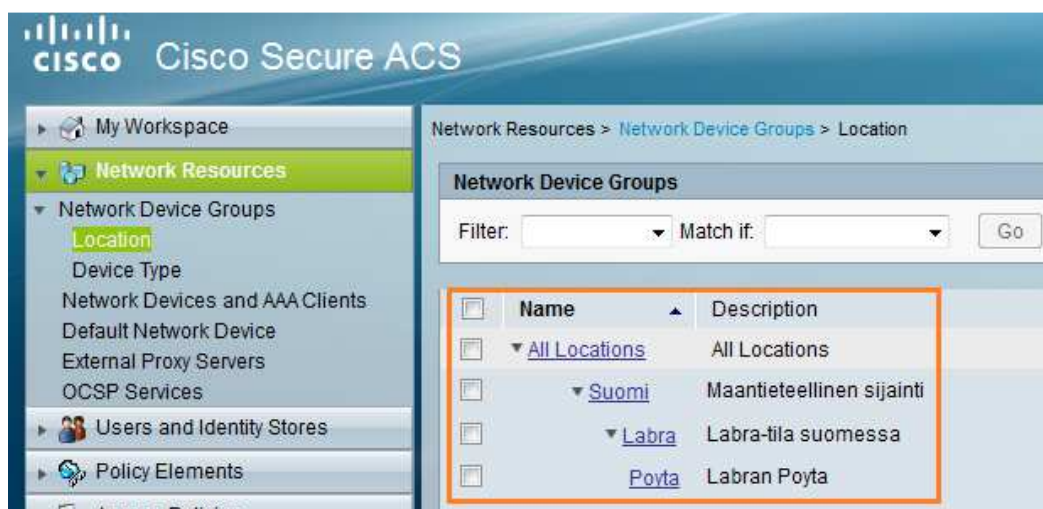 CISCO Cisco Secure ACS
My Workspace
Network Resources
Network Device Groups
Location
Device Type
Network Devices and AAA Clients
Default Network Device
External Proxy Servers
OCSP Services
Users and Identity Stores
Policy Elements
Network Resources > Network Device Groups > Location
Network Device Groups
Filter: Match if: Go
Name Description
All Locations All Locations
Suomi Maantieteellinen sijainti
Labra Labra-tila suomessa
Poyta Labran Poyta